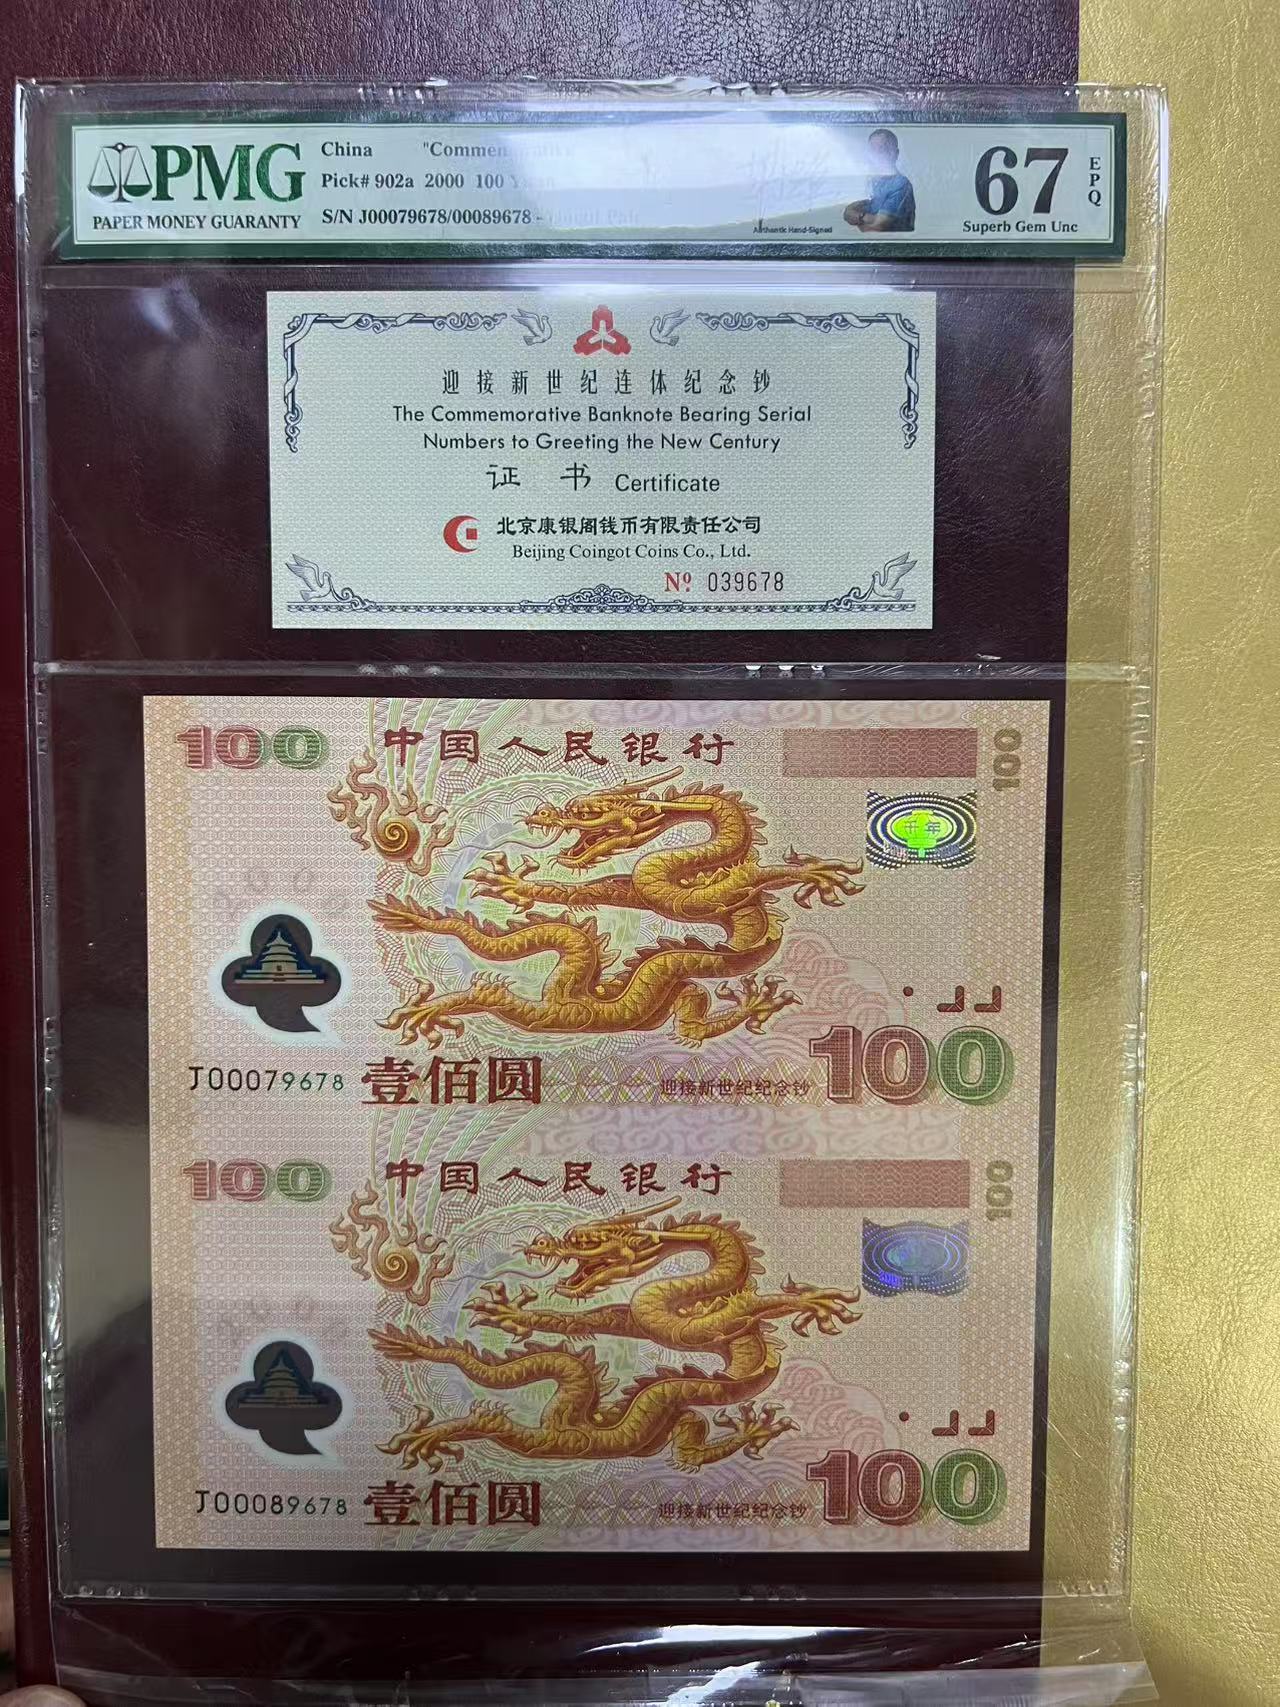 PMG
PAPER MONEY GUARANTY
China
Pick# 902a 2000 100
S/N J00079678/00089678 -
Authentic Hand-Signed
67
EPQ
Superb Gem Unc
迎接新世纪连体纪念钞
The Commemorative Banknote Bearing Serial
Numbers to Greeting the New Century
证 书 Certificate
北京康银阁钱币有限责任公司
Beijing Coingot Coins Co., Ltd.
Nº. 039678
100 中国人民银行
100
千年
J00079678 壹佰圆 迎接新世纪纪念钞 100
100 中国人民银行
100
J00089678 壹佰圆 迎接新世纪纪念钞 100